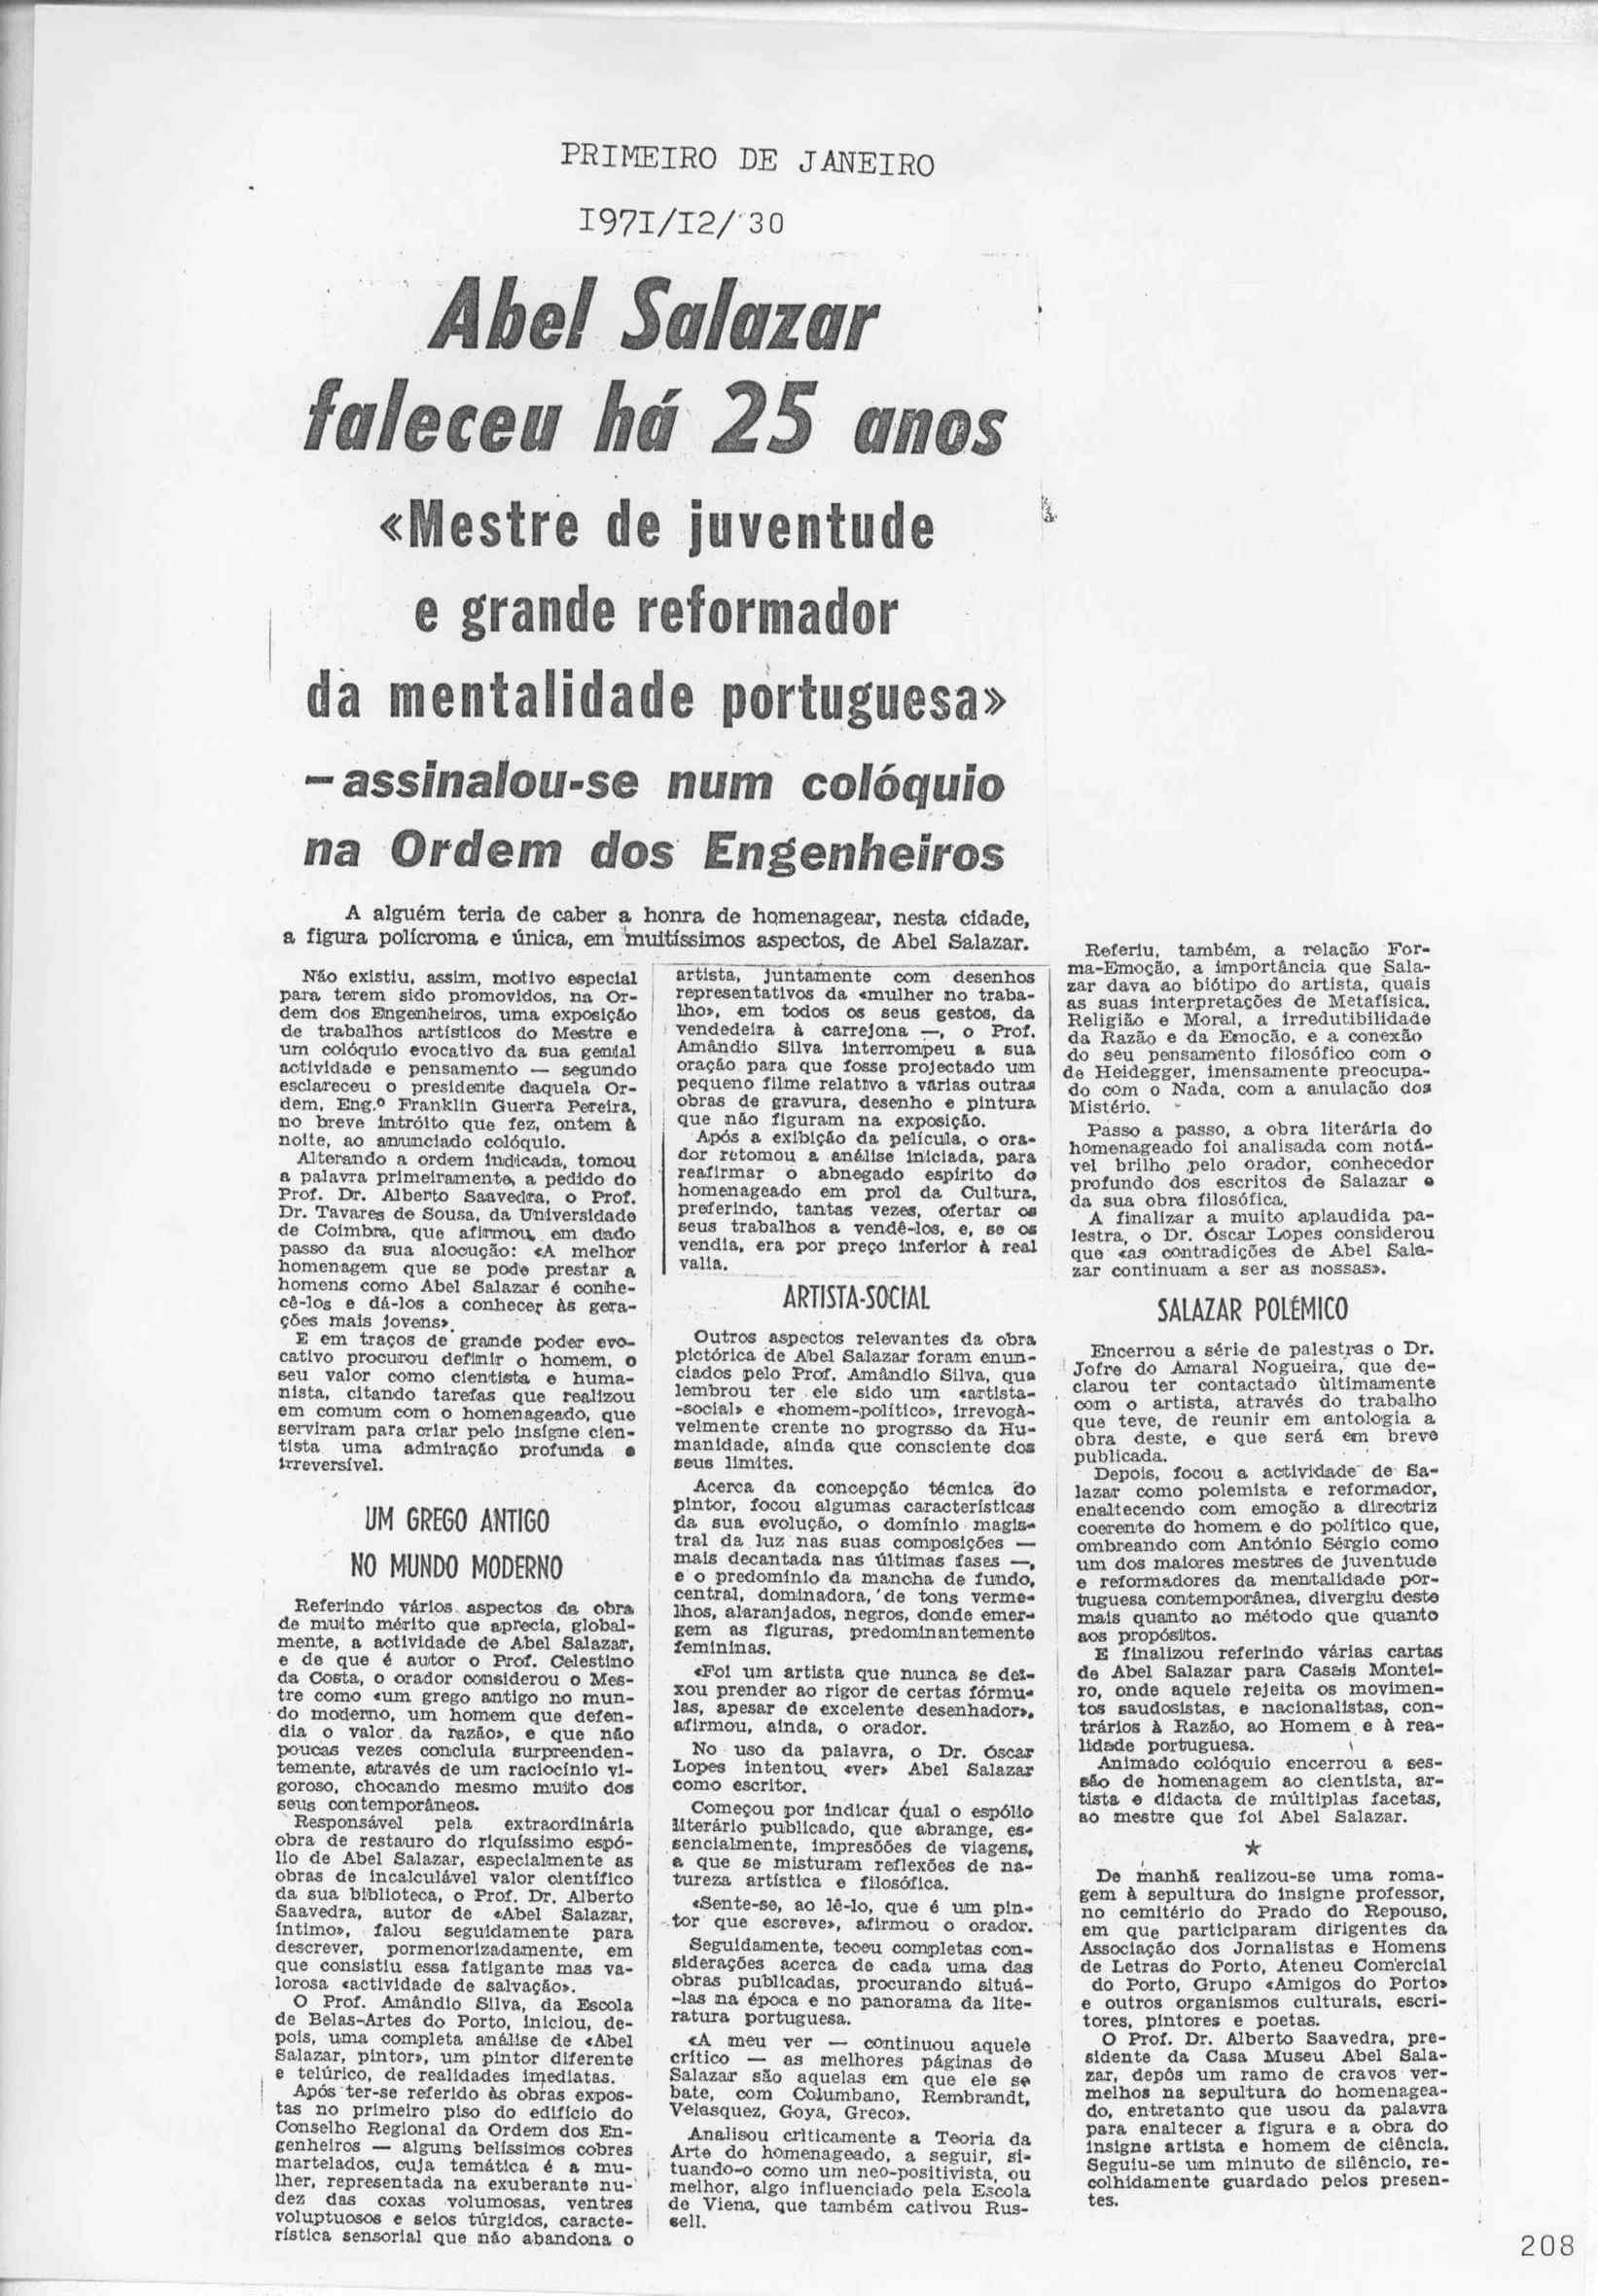 PRIMEIRO DE JANEIRO
I97I/I2/30
Abel Salazar
faleceu há 25 anos
«Mestre de juventude
e grande reformador
da mentalidade portuguesa»
–assinalou-se num colóquio
na Ordem dos Engenheiros
A alguém teria de caber a honra de homenagear, nesta cidade,
a figura polícroma e única, em muitíssimos aspectos, de Abel Salazar.
Não existiu, assim, motivo especial
para terem sido promovidos, na Or-
dem dos Engenheiros, uma exposição
de trabalhos artísticos do Mestre e
um colóquio evocativo da sua genial
actividade e pensamento — segundo
esclareceu o presidente daquela Or-
dem, Eng.º Franklin Guerra Pereira,
no breve intróito que fez, ontem à
noite, ao anunciado colóquio.
Alterando a ordem indicada, tomou
a palavra primeiramente, a pedido do
Prof. Dr. Alberto Saavedra, o Prof.
Dr. Tavares de Sousa, da Universidade
de Coimbra, que afirmou, em dado
passo da sua alocução: «A melhor
homenagem que se pode prestar a
homens como Abel Salazar é conhe-
cê-los e dá-los a conhecer às gera-
ções mais jovens».
E em traços de grande poder evo-
cativo procurou definir o homem, o
seu valor como cientista e huma-
nista, citando tarefas que realizou
em comum com o homenageado, que
serviram para criar pelo insigne cien-
tista uma admiração profunda e
irreversível.
UM GREGO ANTIGO
NO MUNDO MODERNO
Referindo vários aspectos da obra
de muito mérito que aprecia, global-
mente, a actividade de Abel Salazar,
e de que é autor o Prof. Celestino
da Costa, o orador considerou o Mes-
tre como «um grego antigo no mun-
do moderno, um homem que defen-
dia o valor da razão», e que não
poucas vezes concluia surpreenden-
temente, através de um raciocínio vi-
goroso, chocando mesmo muito dos
seus contemporâneos.
Responsável pela extraordinária
obra de restauro do riquíssimo espó-
lio de Abel Salazar, especialmente as
obras de incalculável valor científico
da sua biblioteca, o Prof. Dr. Alberto
Saavedra, autor de «Abel Salazar,
íntimo», falou seguidamente para
descrever, pormenorizadamente, em
que consistiu essa fatigante mas va-
lorosa «actividade de salvação».
O Prof. Amândio Silva, da Escola
de Belas-Artes do Porto, iniciou, de-
pois, uma completa análise de «Abel
Salazar, pintor», um pintor diferente
e telúrico, de realidades imediatas.
Após ter-se referido às obras expos-
tas no primeiro piso do edifício do
Conselho Regional da Ordem dos En-
genheiros — alguns belíssimos cobres
martelados, cuja temática é a mu-
lher, representada na exuberante nu-
dez das coxas volumosas, ventres
voluptuosos e seios túrgidos, caracte-
rística sensorial que não abandona o
artista, juntamente com desenhos
representativos da «mulher no traba-
lho», em todos os seus gestos, da
vendedeira à carrejona —, o Prof.
Amândio Silva interrompeu a sua
oração para que fosse projectado um
pequeno filme relativo a várias outras
obras de gravura, desenho e pintura
que não figuram na exposição.
Após a exibição da película, o ora-
dor retomou a análise iniciada, para
reafirmar o abnegado espírito do
homenageado em prol da Cultura,
preferindo, tantas vezes, ofertar os
seus trabalhos a vendê-los, e, se os
vendia, era por preço inferior à real
valia.
ARTISTA-SOCIAL
Outros aspectos relevantes da obra
pictórica de Abel Salazar foram enun-
ciados pelo Prof. Amândio Silva, que
lembrou ter ele sido um «artista-
-social» e «homem-político», irrevogà-
velmente crente no progrsso da Hu-
manidade, ainda que consciente dos
seus limites.
Acerca da concepção técnica do
pintor, focou algumas características
da sua evolução, o domínio magis-
tral da luz nas suas composições —
mais decantada nas últimas fases —,
e o predomínio da mancha de fundo,
central, dominadora, de tons verme-
lhos, alaranjados, negros, donde emer-
gem as figuras, predominantemente
femininas.
«Foi um artista que nunca se dei-
xou prender ao rigor de certas fórmu-
las, apesar de excelente desenhador»,
afirmou, ainda, o orador.
No uso da palavra, o Dr. Óscar
Lopes intentou «ver» Abel Salazar
como escritor.
Começou por indicar qual o espólio
literário publicado, que abrange, es-
sencialmente, impressões de viagens,
a que se misturam reflexões de na-
tureza artística e filosófica.
«Sente-se, ao lê-lo, que é um pin-
tor que escreve», afirmou o orador.
Seguidamente, teceu completas con-
siderações acerca de cada uma das
obras publicadas, procurando situá-
-las na época e no panorama da lite-
ratura portuguesa.
«A meu ver — continuou aquele
crítico — as melhores páginas de
Salazar são aquelas em que ele se
bate, com Columbano, Rembrandt,
Velasquez, Goya, Greco».
Analisou criticamente a Teoria da
Arte do homenageado, a seguir, si-
tuando-o como um neo-positivista, ou
melhor, algo influenciado pela Escola
de Viena, que também cativou Rus-
sell.
Referiu, também, a relação For-
ma-Emoção, a importância que Sala-
zar dava ao biótipo do artista, quais
as suas interpretações de Metafísica,
Religião e Moral, a irredutibilidade
da Razão e da Emoção, e a conexão
do seu pensamento filosófico com o
de Heidegger, imensamente preocupa-
do com o Nada, com a anulação dos
Mistério.
Passo a passo, a obra literária do
homenageado foi analisada com notá-
vel brilho pelo orador, conhecedor
profundo dos escritos de Salazar e
da sua obra filosófica.
A finalizar a muito aplaudida pa-
lestra, o Dr. Óscar Lopes considerou
que «as contradições de Abel Sala-
zar continuam a ser as nossas».
SALAZAR POLÉMICO
Encerrou a série de palestras o Dr.
Jofre do Amaral Nogueira, que de-
clarou ter contactado ùltimamente
com o artista, através do trabalho
que teve, de reunir em antologia a
obra deste, e que será em breve
publicada.
Depois, focou a actividade de Sa-
lazar como polemista e reformador,
enaltecendo com emoção a directriz
coerente do homem e do político que,
ombreando com António Sérgio como
um dos maiores mestres de juventude
e reformadores da mentalidade por-
tuguesa contemporânea, divergiu deste
mais quanto ao método que quanto
aos propósitos.
E finalizou referindo várias cartas
de Abel Salazar para Casais Montei-
ro, onde aquele rejeita os movimen-
tos saudosistas, e nacionalistas, con-
trários à Razão, ao Homem e à rea-
lidade portuguesa.
Animado colóquio encerrou a ses-
são de homenagem ao cientista, ar-
tista e didacta de múltiplas facetas,
ao mestre que foi Abel Salazar.
★
De manhã realizou-se uma roma-
gem à sepultura do insigne professor,
no cemitério do Prado do Repouso,
em que participaram dirigentes da
Associação dos Jornalistas e Homens
de Letras do Porto, Ateneu Comercial
do Porto, Grupo «Amigos do Porto»
e outros organismos culturais, escri-
tores, pintores e poetas.
O Prof. Dr. Alberto Saavedra, pre-
sidente da Casa Museu Abel Sala-
zar, depôs um ramo de cravos ver-
melhos na sepultura do homenagea-
do, entretanto que usou da palavra
para enaltecer a figura e a obra do
insigne artista e homem de ciência.
Seguiu-se um minuto de silêncio, re-
colhidamente guardado pelos presen-
tes.
208